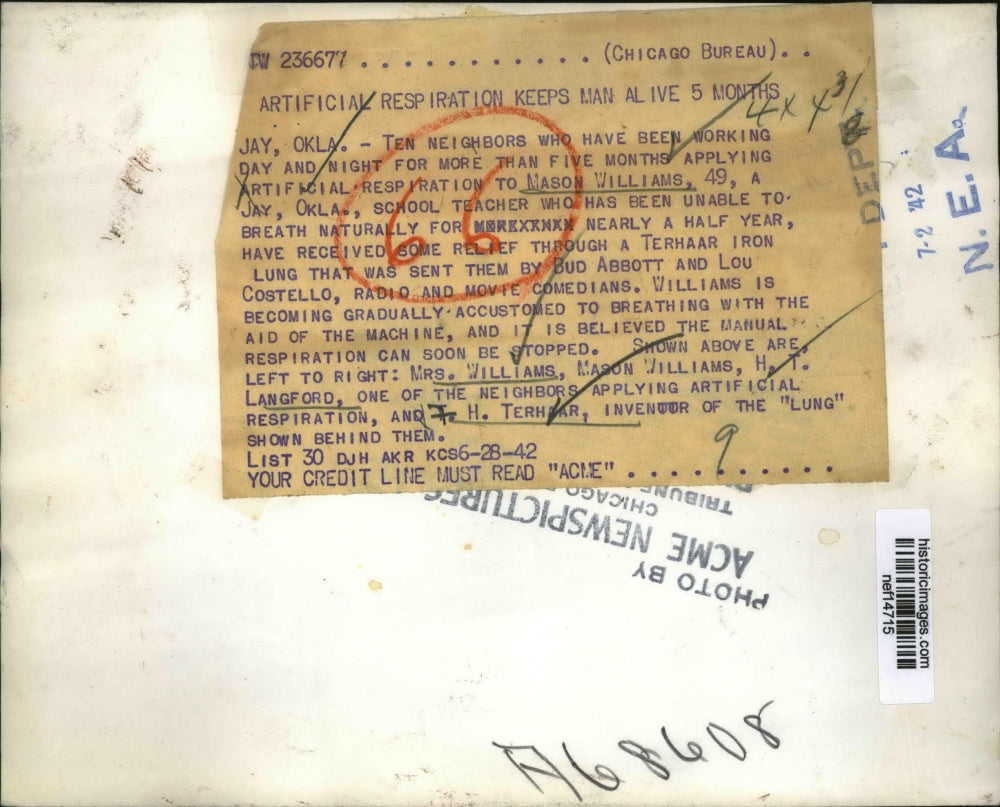 DW 236677 . . . . . . . . . . . . (CHICAGO BUREAU). .
ARTIFICIAL RESPIRATION KEEPS MAN ALIVE 5 MONTHS
4 x 4 3/
JAY, OKLA. - TEN NEIGHBORS WHO HAVE BEEN WORKING
DAY AND NIGHT FOR MORE THAN FIVE MONTHS APPLYING
ARTIFICIAL RESPIRATION TO MASON WILLIAMS, 49, A
JAY, OKLA., SCHOOL TEACHER WHO HAS BEEN UNABLE TO
BREATH NATURALLY FOR NEARLY A HALF YEAR,
HAVE RECEIVED SOME RELIEF THROUGH A TERHAAR IRON
LUNG THAT WAS SENT THEM BY BUD ABBOTT AND LOU
COSTELLO, RADIO AND MOVIE COMEDIANS. WILLIAMS IS
BECOMING GRADUALLY ACCUSTOMED TO BREATHING WITH THE
AID OF THE MACHINE, AND IT IS BELIEVED THE MANUAL
RESPIRATION CAN SOON BE STOPPED. SHOWN ABOVE ARE,
LEFT TO RIGHT: MRS. WILLIAMS, MASON WILLIAMS, H. T.
LANGFORD, ONE OF THE NEIGHBORS APPLYING ARTIFICIAL
RESPIRATION, AND F. H. TERHAAR, INVENTOR OF THE "LUNG"
SHOWN BEHIND THEM.
LIST 30 DJH AKR KCS6-28-42
YOUR CREDIT LINE MUST READ "ACME" . . . . . . . . . . .
66
9
N. E. A.
7-2 42
PHOTO BY
ACME NEWSPICTURES
CHICAGO
TRIBUNE
historicimages.com
nef14715
A68608